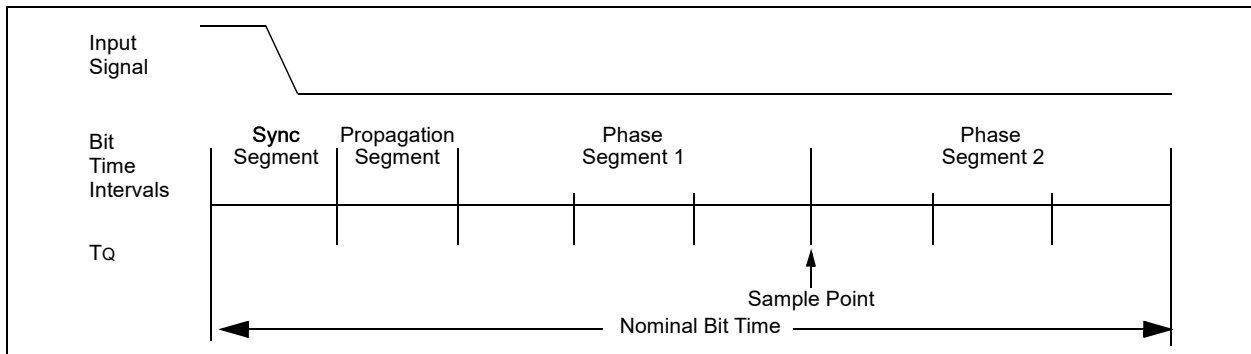 Input
Signal
Bit
Time
Intervals
Sync
Segment
Propagation
Segment
Phase
Segment 1
Phase
Segment 2
TQ
Sample Point
Nominal Bit Time